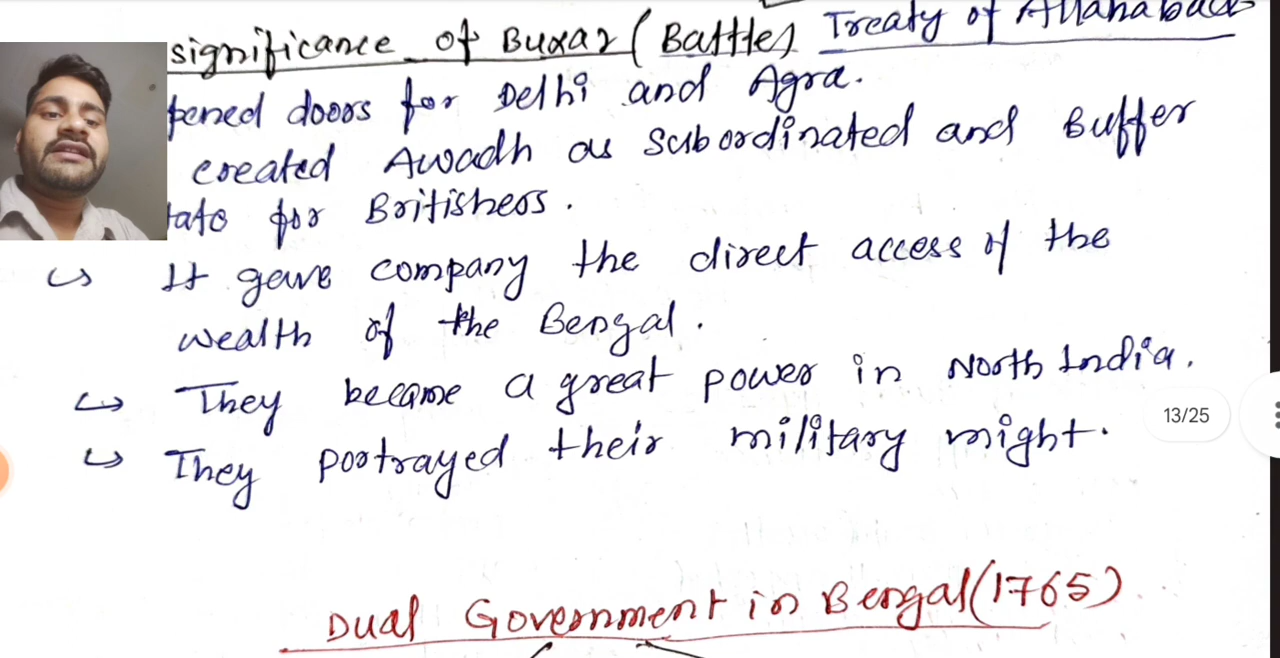 significance of Buxar (Battle) Treaty of Allahabad
pened doors for Delhi and Agra.
created Awadh as Subordinated and Buffer
tate for Britishers.
It gave company the direct access of the
wealth of the Bengal.
They became a great power in North India.
They portrayed their military might.
13/25
Dual Government in Bengal (1765)